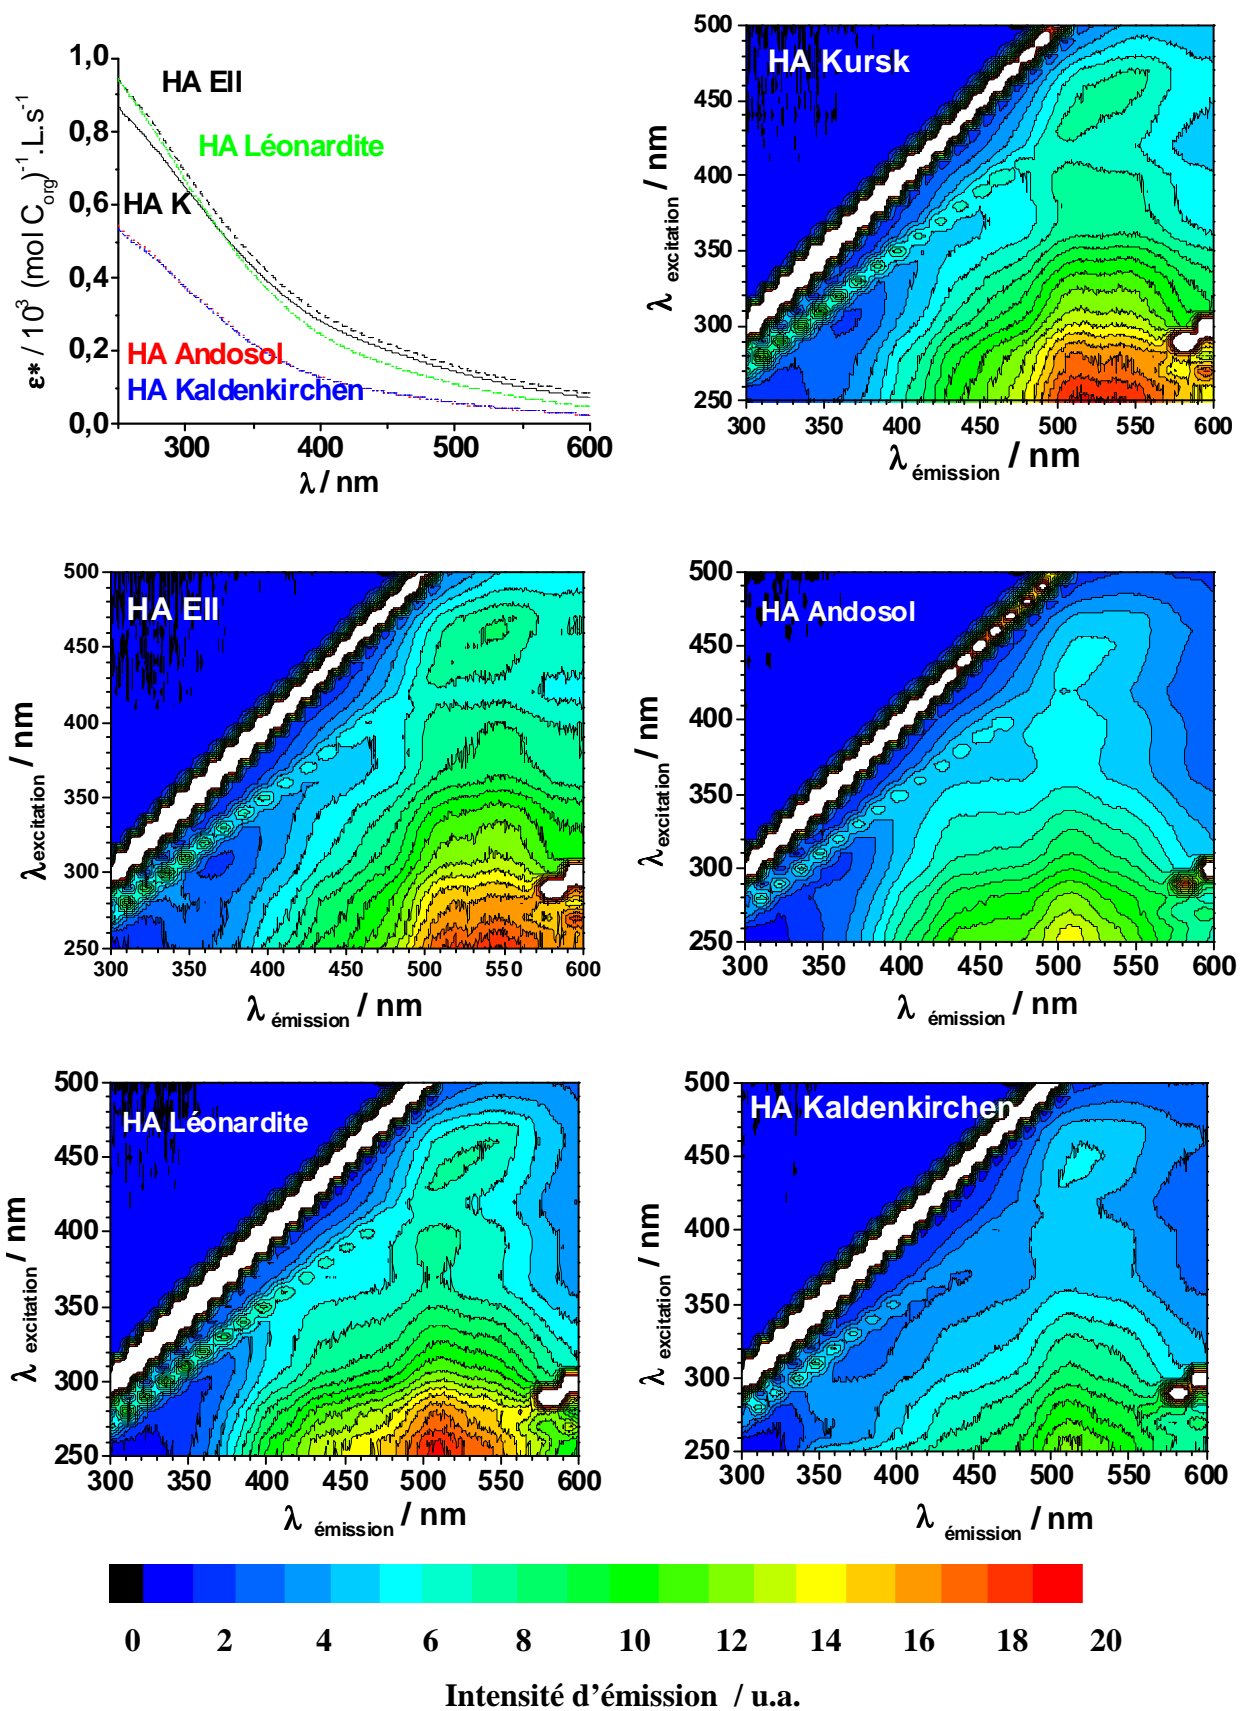 1,0
0,8
0,6
0,4
0,2
0,0
ε* / 10³ (mol C_org)⁻¹.L.s⁻¹
HA Ell
HA Léonardite
HA K
HA Andosol
HA Kaldenkirchen
300 400 500 600
λ / nm
HA Kursk
500
450
400
350
300
250
λ excitation / nm
300 350 400 450 500 550 600
λ émission / nm
HA Ell
500
450
400
350
300
250
λexcitation / nm
300 350 400 450 500 550 600
λ émission / nm
HA Andosol
500
450
400
350
300
250
λexcitation / nm
300 350 400 450 500 550 600
λ émission / nm
HA Léonardite
500
450
400
350
300
250
λ excitation / nm
300 350 400 450 500 550 600
λ émission / nm
HA Kaldenkirchen
500
450
400
350
300
250
λ excitation / nm
300 350 400 450 500 550 600
λ émission / nm
0 2 4 6 8 10 12 14 16 18 20
Intensité d’émission / u.a.